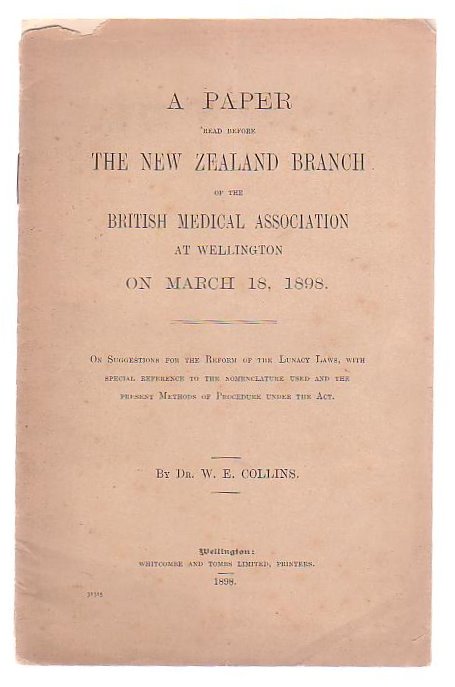 A PAPER
READ BEFORE
THE NEW ZEALAND BRANCH
OF THE
BRITISH MEDICAL ASSOCIATION
AT WELLINGTON
ON MARCH 18, 1898.
On Suggestions for the Reform of the Lunacy Laws, with
special reference to the nomenclature used and the
present Methods of Procedure under the Act.
By Dr. W. E. COLLINS.
Wellington:
WHITCOMBE AND TOMBS LIMITED, PRINTERS.
1898.